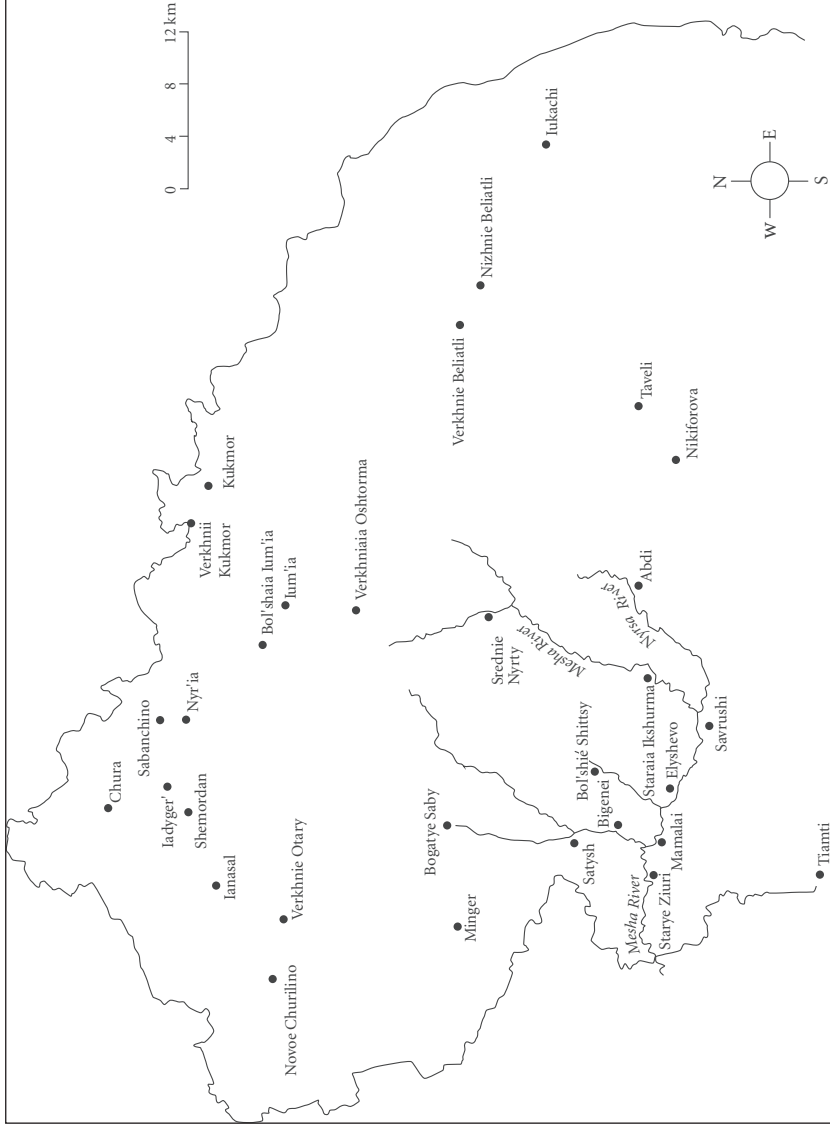 0 4 8 12 km
Chura
Sabanchino
Iadyger'
Nyr'ia
Shemordan
Ianasal
Verkhnii
Kukmor
Kukmor
Bol'shaia Ium'ia
Ium'ia
Verkhnie Otary
Novoe Churilino
Verkhniaia Oshtorma
Bogatye Saby
Minger
Srednie
Nyrty
Mesha River
Verkhnie Beliatli
Nizhnie Beliatli
Iukachi
Bol'shié Shittsy
Satysh
Bigenei
Nyrsa River
Abdi
Taveli
Staraia Ikshurma
Mesha River
Starye Ziuri
Mamalai
Elyshevo
Nikiforova
Savrushi
Tiamti
N
W E
S